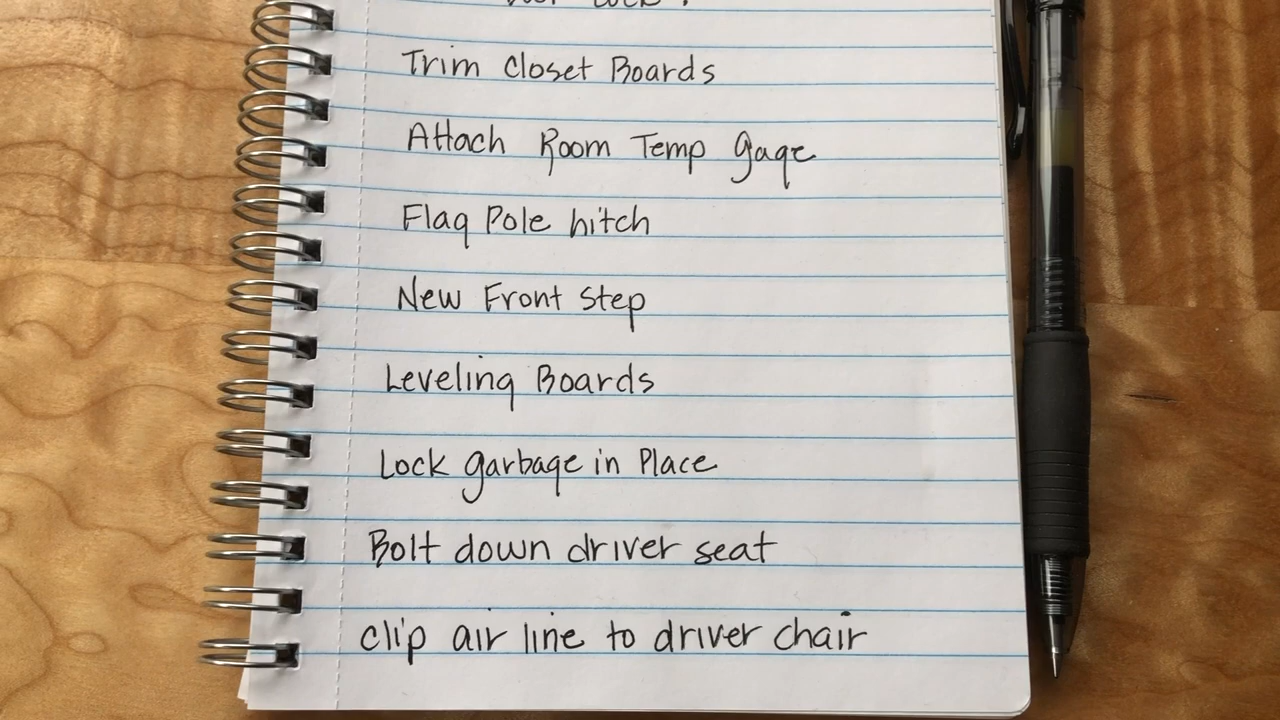 Trim Closet Boards
Attach Room Temp Gage
Flag Pole hitch
New Front Step
Leveling Boards
Lock garbage in Place
Bolt down driver seat
clip air line to driver chair